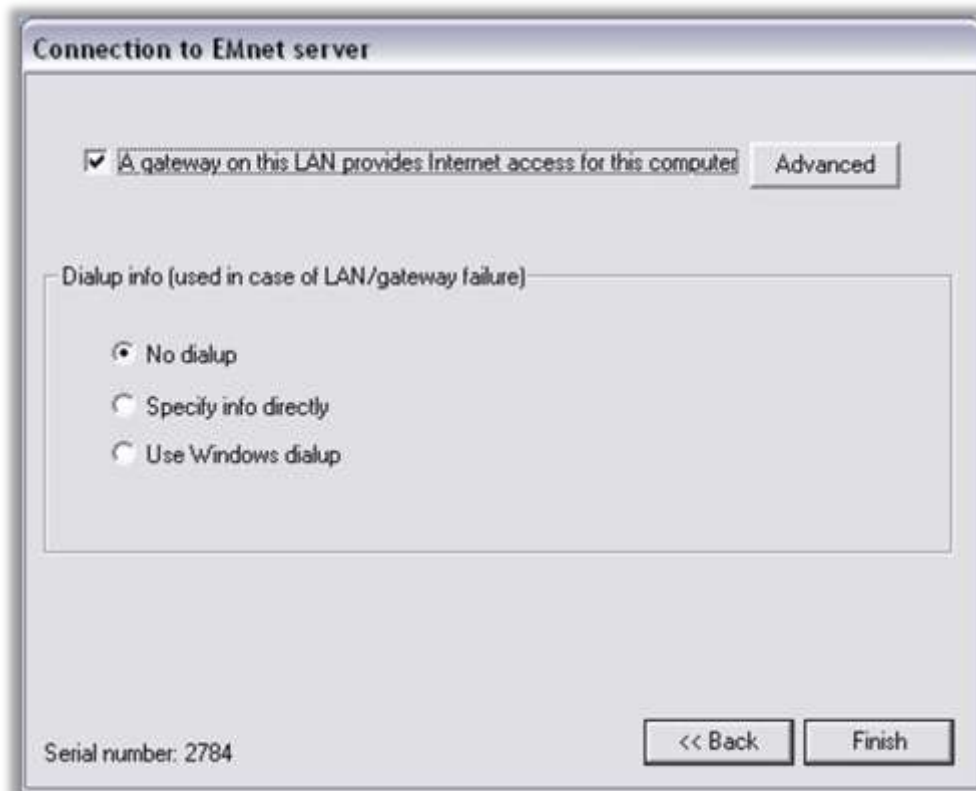 Connection to EMnet server
A gateway on this LAN provides Internet access for this computer
Advanced
Dialup info (used in case of LAN/gateway failure)
No dialup
Specify info directly
Use Windows dialup
Serial number: 2784
<< Back
Finish